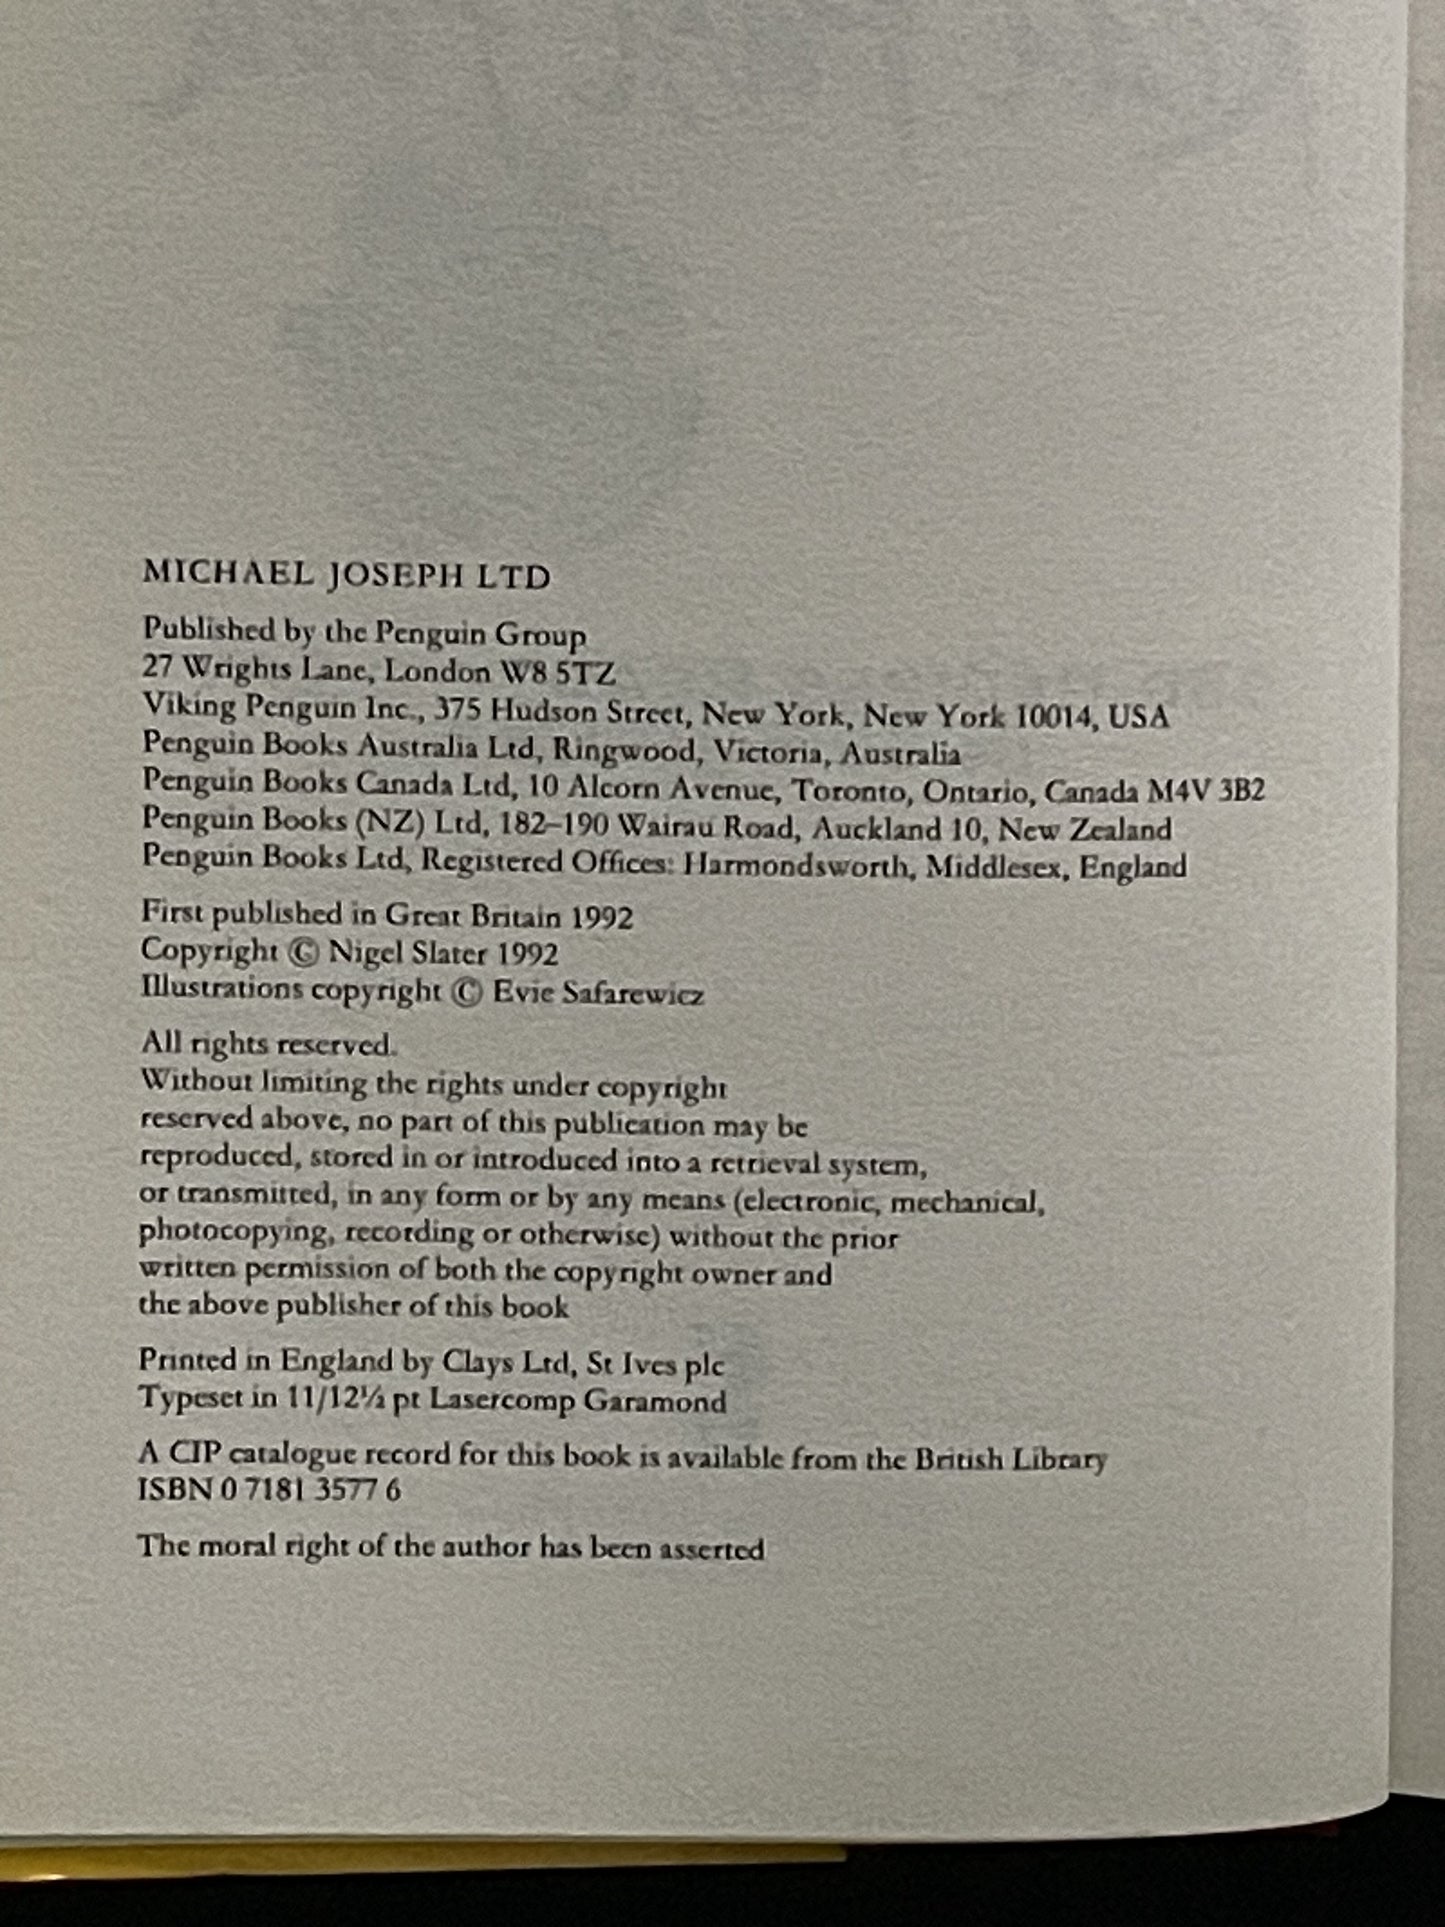 MICHAEL JOSEPH LTD
Published by the Penguin Group
27 Wrights Lane, London W8 5TZ
Viking Penguin Inc., 375 Hudson Street, New York, New York 10014, USA
Penguin Books Australia Ltd, Ringwood, Victoria, Australia
Penguin Books Canada Ltd, 10 Alcorn Avenue, Toronto, Ontario, Canada M4V 3B2
Penguin Books (NZ) Ltd, 182–190 Wairau Road, Auckland 10, New Zealand
Penguin Books Ltd, Registered Offices: Harmondsworth, Middlesex, England
First published in Great Britain 1992
Copyright © Nigel Slater 1992
Illustrations copyright © Evie Safarewicz
All rights reserved.
Without limiting the rights under copyright
reserved above, no part of this publication may be
reproduced, stored in or introduced into a retrieval system,
or transmitted, in any form or by any means (electronic, mechanical,
photocopying, recording or otherwise) without the prior
written permission of both the copyright owner and
the above publisher of this book
Printed in England by Clays Ltd, St Ives plc
Typeset in 11/12½ pt Lasercomp Garamond
A CIP catalogue record for this book is available from the British Library
ISBN 0 7181 3577 6
The moral right of the author has been asserted